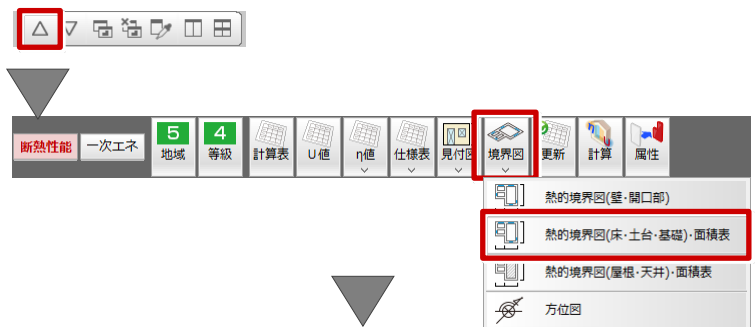 断熱性能 一次エネ 5 地域 4 等級 計算表 U値 η値 仕様表 見付図 境界図 更新 計算 属性
熱的境界図(壁・開口部)
熱的境界図(床・土台・基礎)・面積表
熱的境界図(屋根・天井)・面積表
方位図